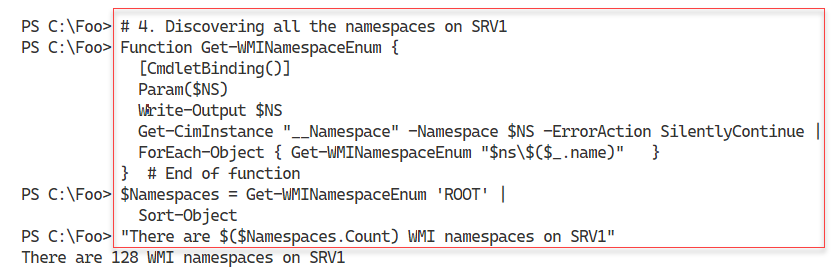 PS C:\Foo> # 4. Discovering all the namespaces on SRV1
PS C:\Foo> Function Get-WMINamespaceEnum {
  [CmdletBinding()]
  Param($NS)
  Write-Output $NS
  Get-CimInstance "__Namespace" -Namespace $NS -ErrorAction SilentlyContinue |
  ForEach-Object { Get-WMINamespaceEnum "$ns\$($_.name)"   }
}  # End of function
PS C:\Foo> $Namespaces = Get-WMINamespaceEnum 'ROOT' |
  Sort-Object
PS C:\Foo> "There are $($Namespaces.Count) WMI namespaces on SRV1"
There are 128 WMI namespaces on SRV1